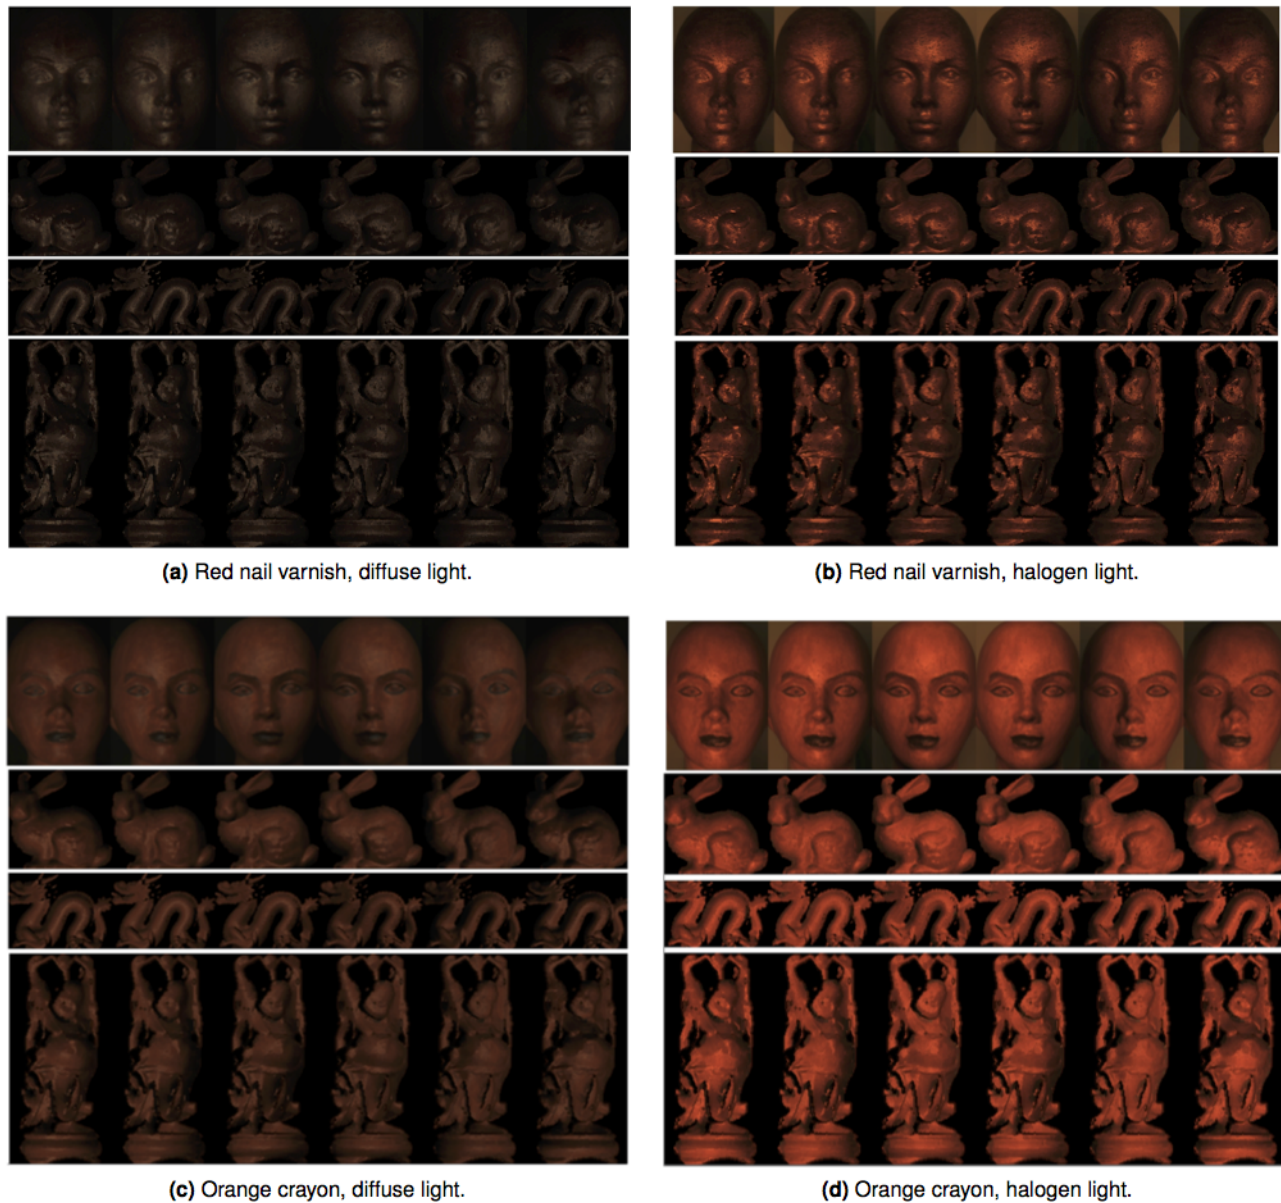 (a) Red nail varnish, diffuse light.
(b) Red nail varnish, halogen light.
(c) Orange crayon, diffuse light.
(d) Orange crayon, halogen light.